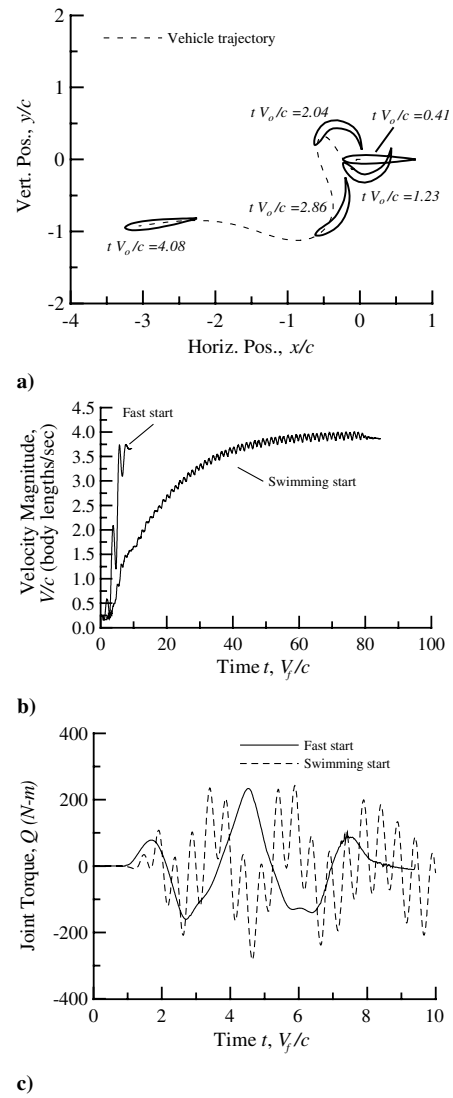 2
Vehicle trajectory
t V_o/c =2.04
t V_o/c =0.41
1
Vert. Pos., y/c
0
t V_o/c =2.86
t V_o/c =1.23
-1
t V_o/c =4.08
-2
-4 -3 -2 -1 0 1
Horiz. Pos., x/c
a)
4.5
Fast start
4.0
3.5
3.0
Swimming start
2.5
2.0
1.5
1.0
0.5
0.0
Velocity Magnitude,
V/c (body lengths/sec)
0 20 40 60 80 100
Time t, V_f/c
b)
400
Fast start
Swimming start
200
0
-200
-400
Joint Torque, Q (N-m)
0 2 4 6 8 10
Time t, V_f/c
c)